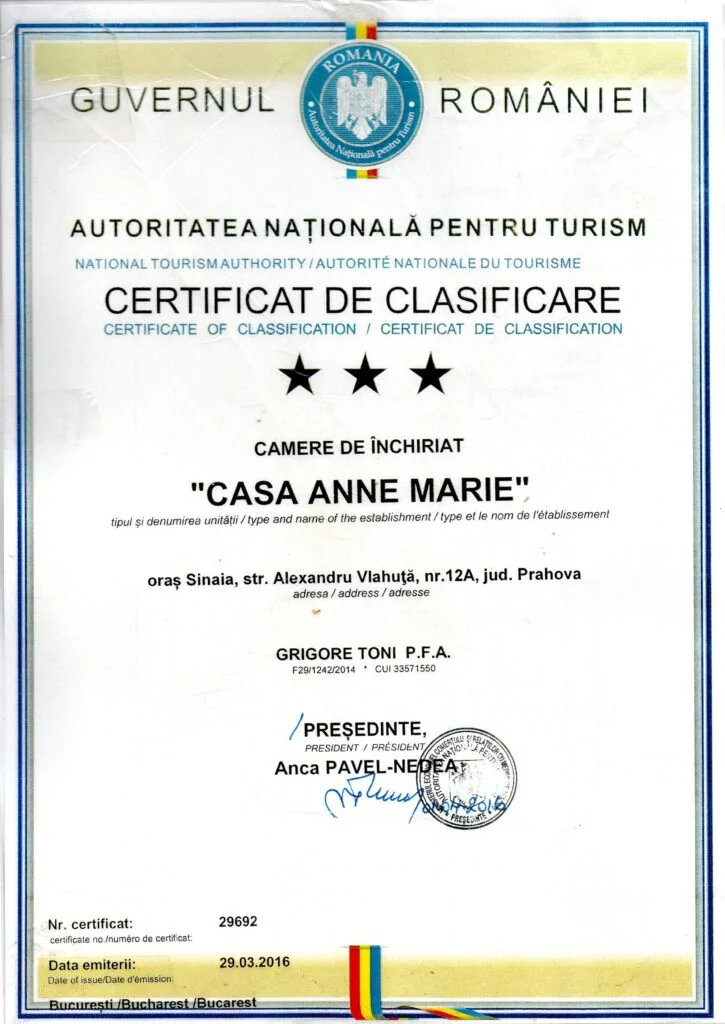 GUVERNUL ROMÂNIEI
ROMANIA
Autoritatea Națională pentru Turism
AUTORITATEA NAȚIONALĂ PENTRU TURISM
NATIONAL TOURISM AUTHORITY / AUTORITÉ NATIONALE DU TOURISME
CERTIFICAT DE CLASIFICARE
CERTIFICATE OF CLASSIFICATION / CERTIFICAT DE CLASSIFICATION
CAMERE DE ÎNCHIRIAT
"CASA ANNE MARIE"
tipul și denumirea unității / type and name of the establishment / type et le nom de l'établissement
oraș Sinaia, str. Alexandru Vlahuţă, nr.12A, jud. Prahova
adresa / address / adresse
GRIGORE TONI P.F.A.
F29/1242/2014 * CUI 33571550
PREȘEDINTE,
PRESIDENT / PRÉSIDENT
Anca PAVEL-NEDEA
PREȘEDINTE
Nr. certificat: 29692
certificate no./numéro de certificat:
Data emiterii: 29.03.2016
Date of issue/Date d'émission:
București /Bucharest /Bucarest